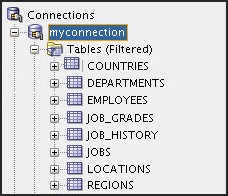 Connections
myconnection
Tables (Filtered)
COUNTRIES
DEPARTMENTS
EMPLOYEES
JOB_GRADES
JOB_HISTORY
JOBS
LOCATIONS
REGIONS